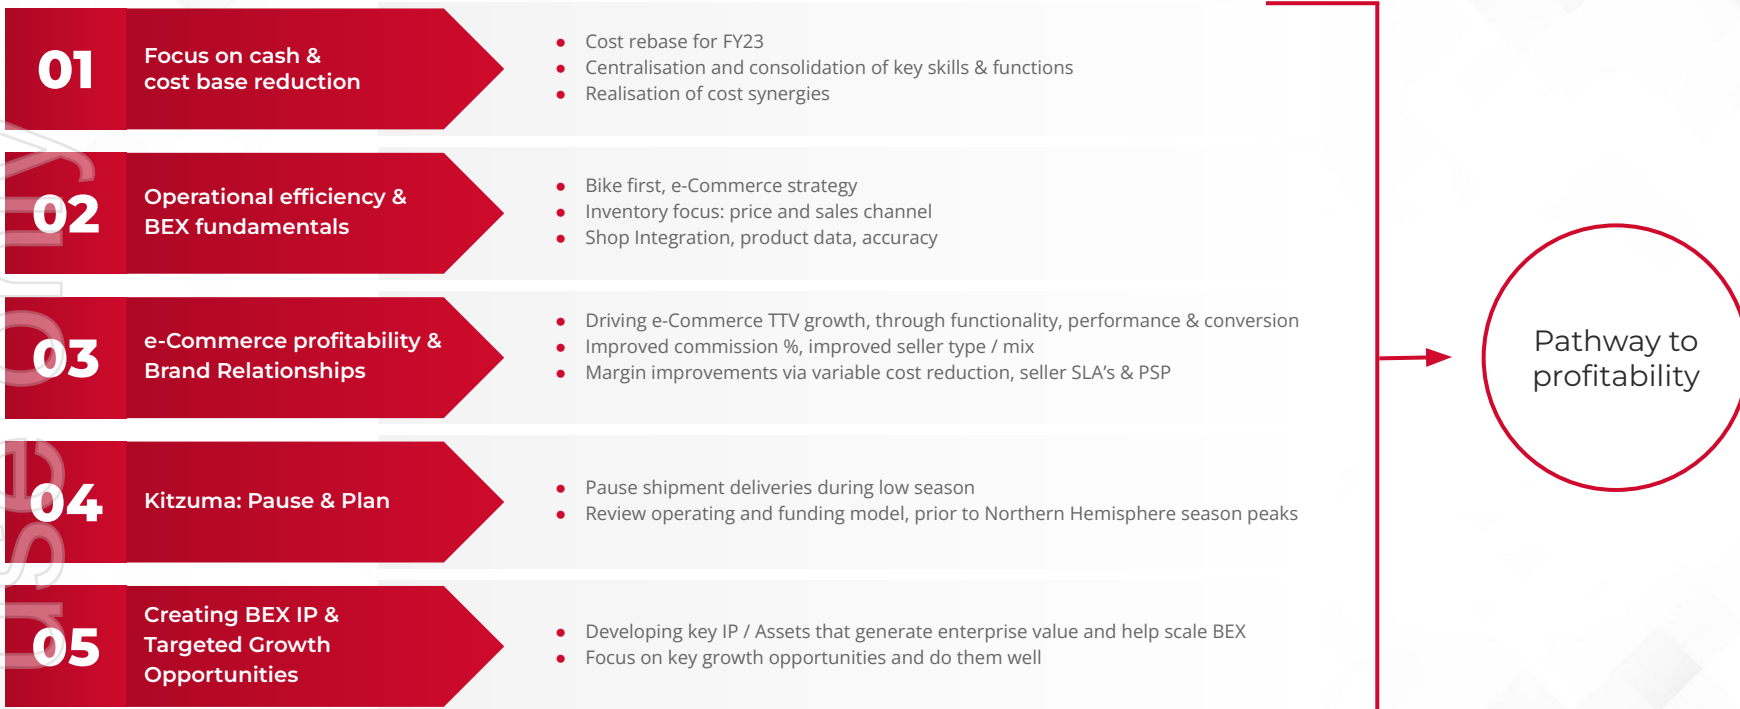 01
Focus on cash &
cost base reduction
● Cost rebase for FY23
● Centralisation and consolidation of key skills & functions
● Realisation of cost synergies
02
Operational efficiency &
BEX fundamentals
● Bike first, e-Commerce strategy
● Inventory focus: price and sales channel
● Shop Integration, product data, accuracy
03
e-Commerce profitability &
Brand Relationships
● Driving e-Commerce TTV growth, through functionality, performance & conversion
● Improved commission %, improved seller type / mix
● Margin improvements via variable cost reduction, seller SLA's & PSP
04
Kitzuma: Pause & Plan
● Pause shipment deliveries during low season
● Review operating and funding model, prior to Northern Hemisphere season peaks
05
Creating BEX IP &
Targeted Growth
Opportunities
● Developing key IP / Assets that generate enterprise value and help scale BEX
● Focus on key growth opportunities and do them well
Pathway to
profitability
use only